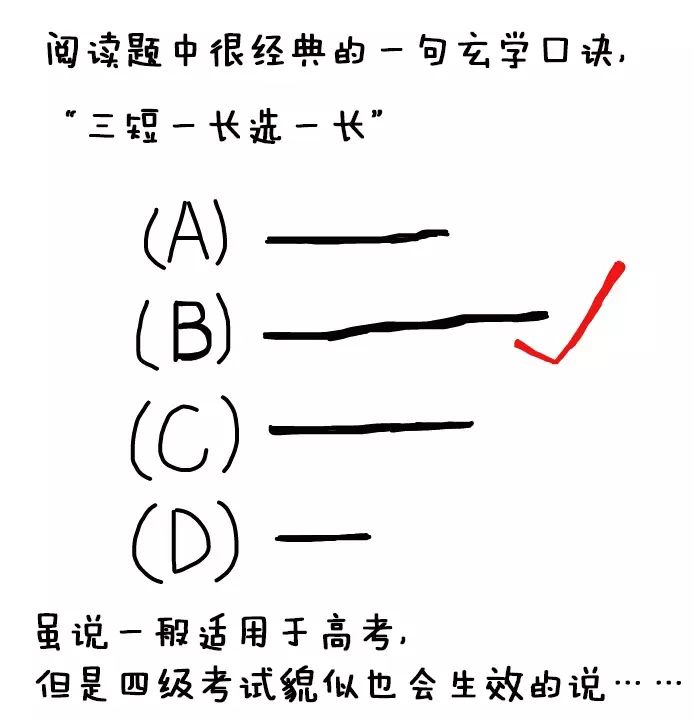 阅读题中很经典的一句玄学口诀,
“三短一长选一长”
(A)
(B)
(C)
(D)
虽说一般适用于高考,
但是四级考试貌似也会生效的说……